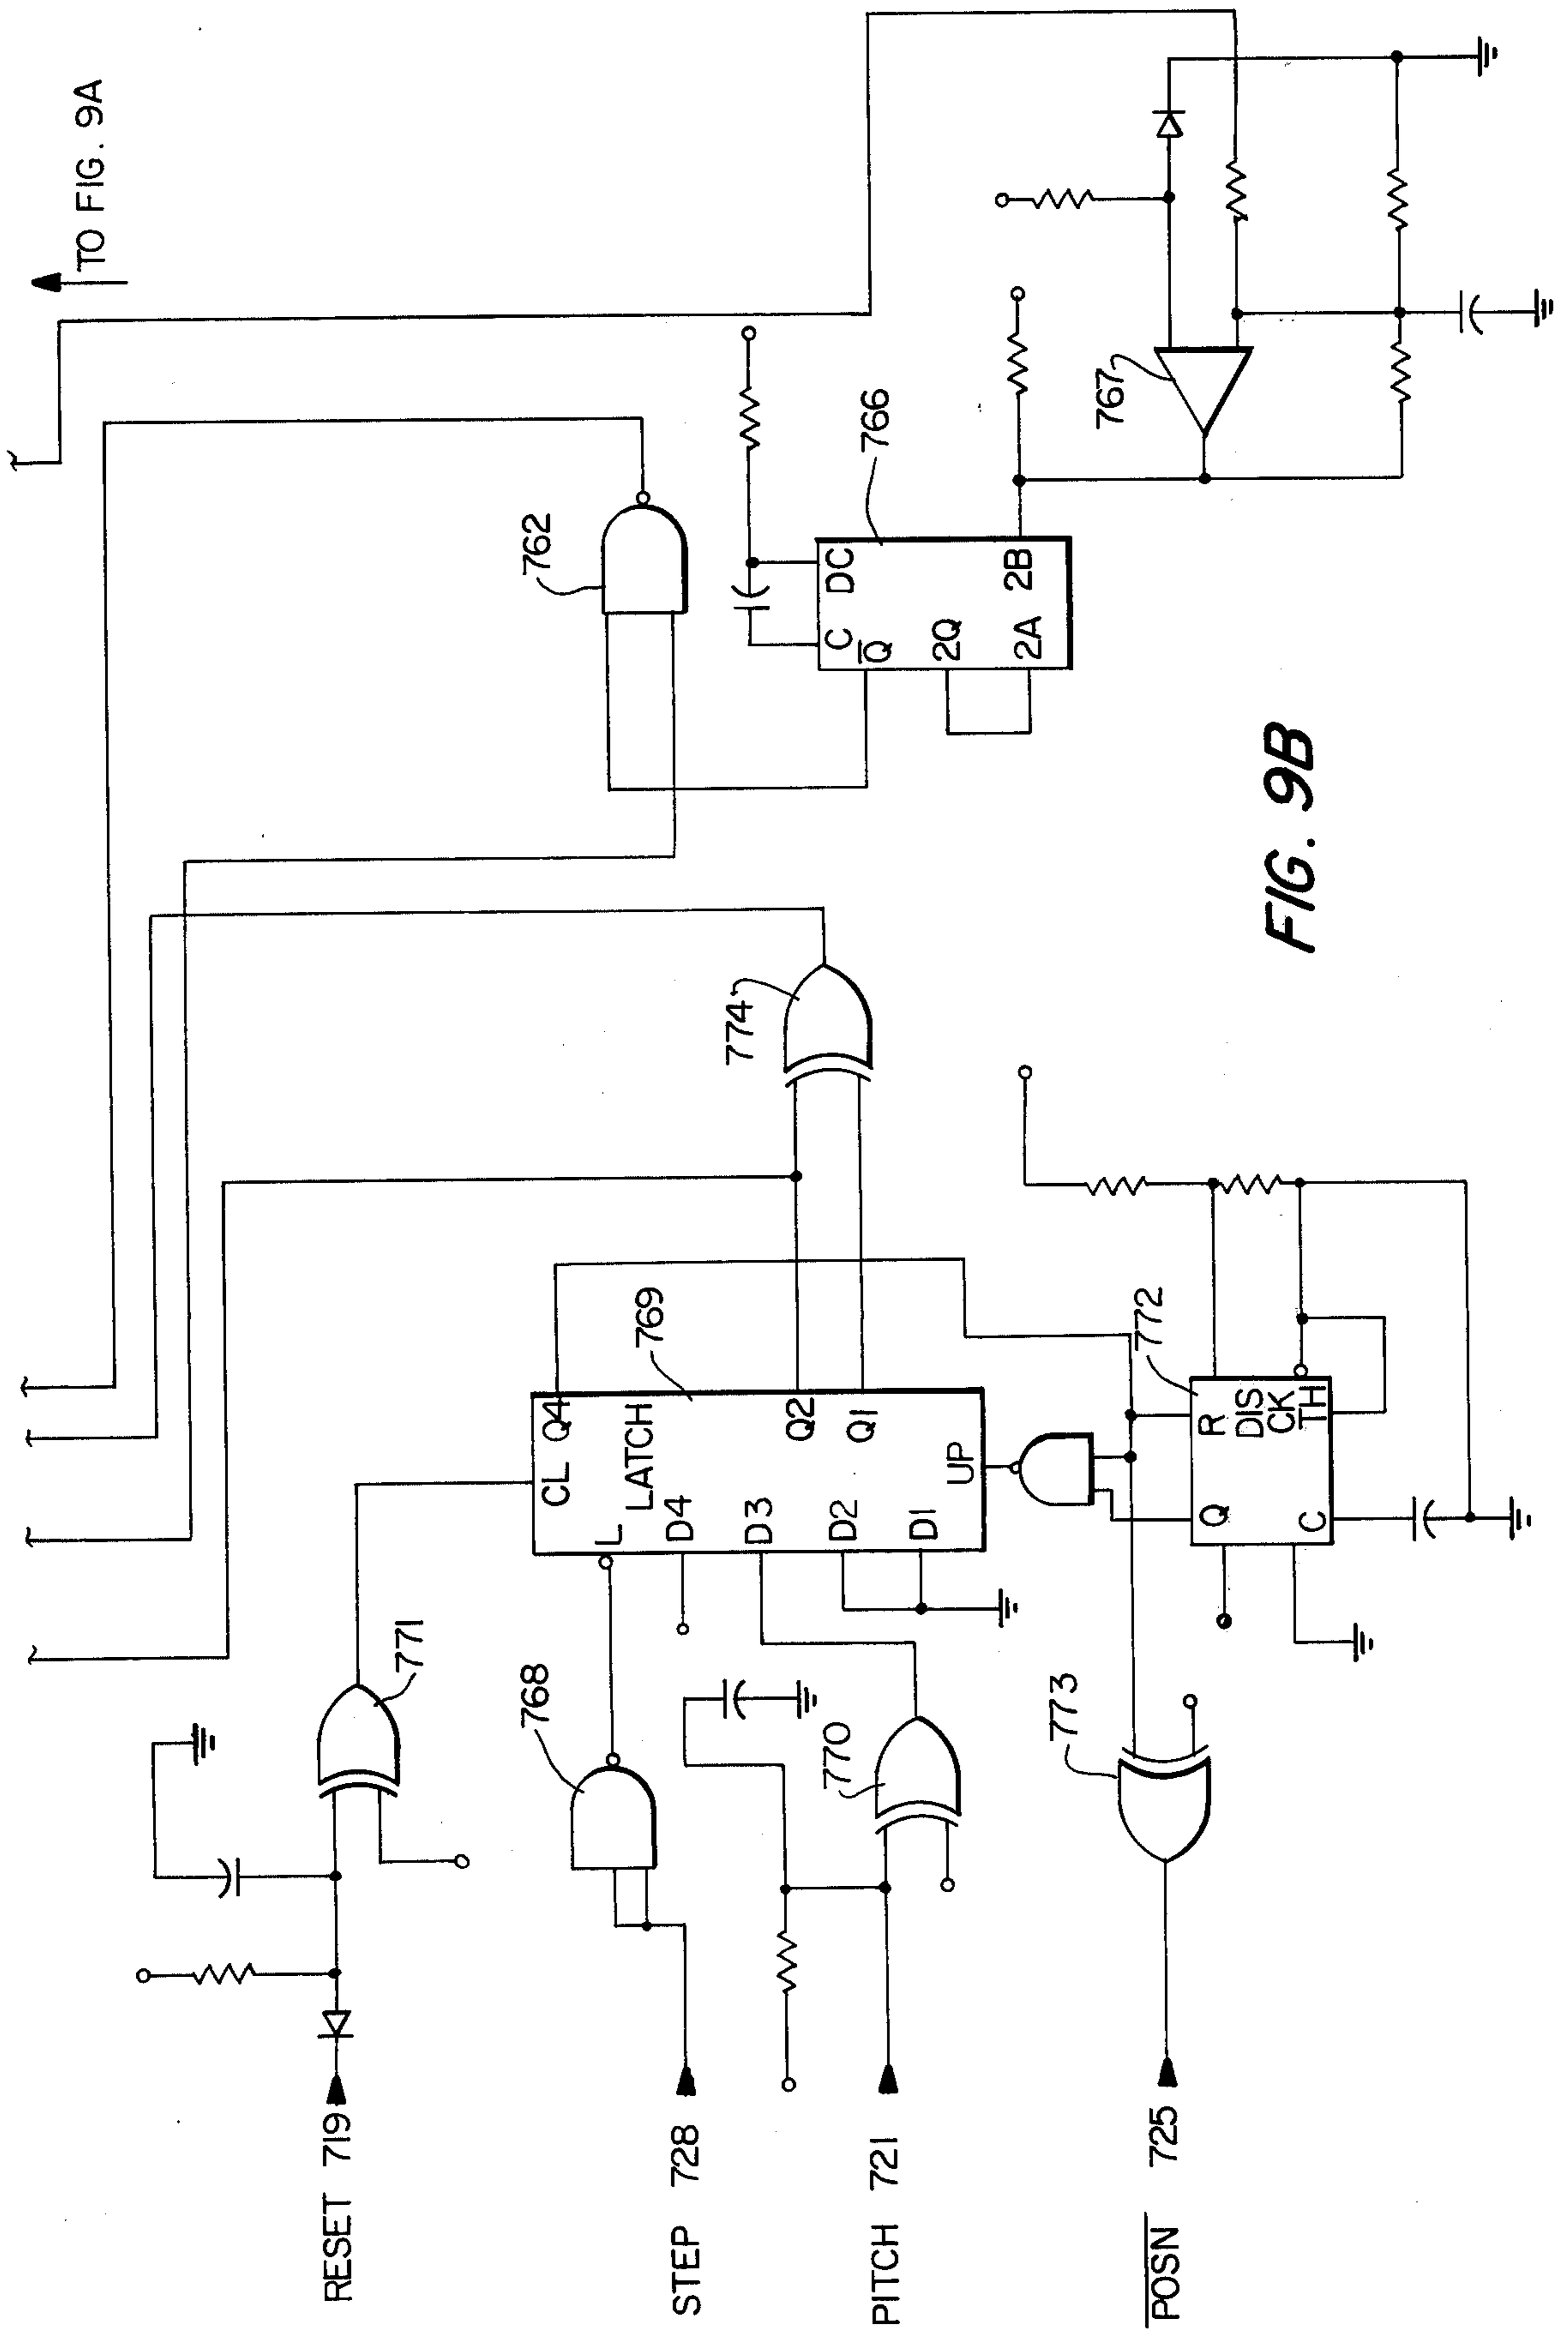 TO FIG. 9A
RESET 719
771
STEP 728
768
CL
Q4
LATCH
L
D4
D3
D2
D1
Q2
Q1
UP
769
774
762
766
C
DC
Q̅
2Q
2A
2B
767
PITCH 721
770
P̅O̅S̅N̅ 725
773
772
R
Q
DIS
CK
T̅H̅
C
FIG. 9B